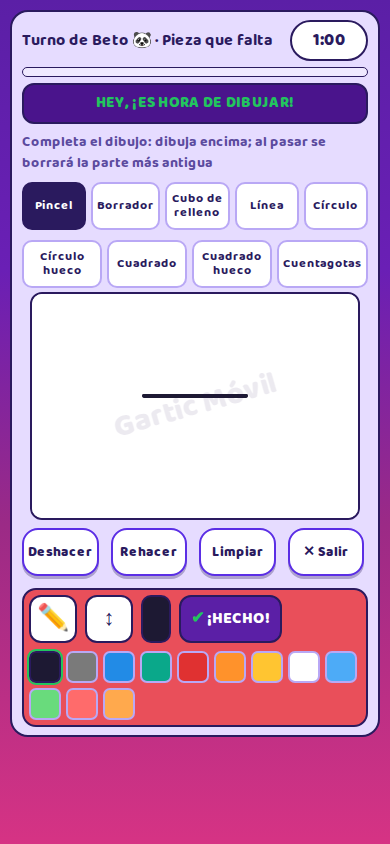 Turno de Beto 🐼 · Pieza que falta
1:00
HEY, ¡ES HORA DE DIBUJAR!
Completa el dibujo: dibuja encima; al pasar se
borrará la parte más antigua
Pincel
Borrador
Cubo de
relleno
Línea
Círculo
Círculo
hueco
Cuadrado
Cuadrado
hueco
Cuentagotas
Gartic Móvil
Deshacer
Rehacer
Limpiar
✕ Salir
✔ ¡HECHO!